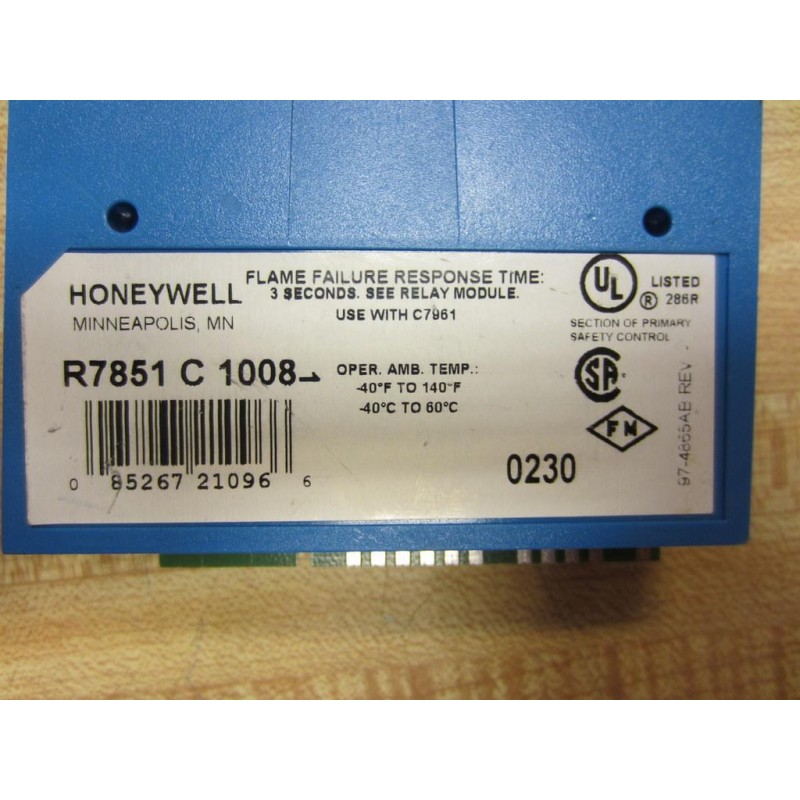 FLAME FAILURE RESPONSE TIME:
3 SECONDS. SEE RELAY MODULE.
USE WITH C7961
HONEYWELL
MINNEAPOLIS, MN
UL
®
LISTED
286R
SECTION OF PRIMARY
SAFETY CONTROL
R7851 C 1008
OPER. AMB. TEMP.:
-40°F TO 140°F
-40°C TO 60°C
SA
FM
0 85267 21096 6
0230
97-4865AB REV.